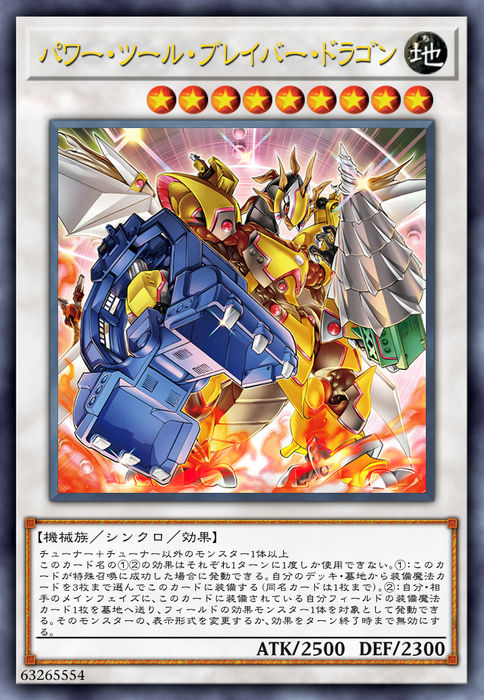 パワー・ツール・ブレイバー・ドラゴン
ち
地
【機械族／シンクロ／効果】
チューナー＋チューナー以外のモンスター1体以上
このカード名の①②の効果はそれぞれ1ターンに1度しか使用できない。①：このカ
ードが特殊召喚に成功した場合に発動できる。自分のデッキ・墓地から装備魔法
カードを3枚まで選んでこのカードに装備する（同名カードは1枚まで）。②：自分・相
手のメインフェイズに、このカードに装備されている自分フィールドの装備魔法
カード1枚を墓地へ送り、フィールドの効果モンスター1体を対象として発動でき
る。そのモンスターの、表示形式を変更するか、効果をターン終了時まで無効にす
る。
ATK/2500 DEF/2300
63265554